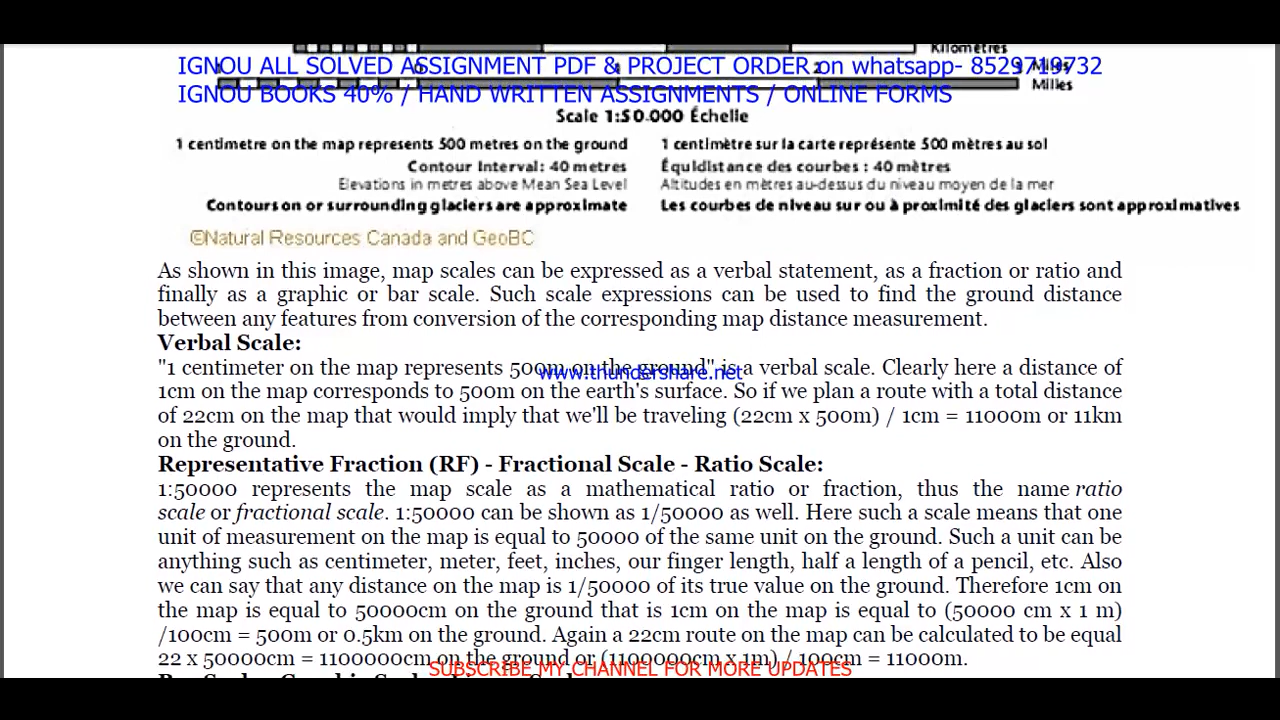 Kilometres
IGNOU ALL SOLVED ASSIGNMENT PDF & PROJECT ORDER on whatsapp- 8529719732
Miles
IGNOU BOOKS 40% / HAND WRITTEN ASSIGNMENTS / ONLINE FORMS
Milles
Scale 1:50.000 Échelle
1 centimetre on the map represents 500 metres on the ground
1 centimètre sur la carte représente 500 mètres au sol
Contour Interval: 40 metres
Équidistance des courbes : 40 mètres
Elevations in metres above Mean Sea Level
Altitudes en mètres au-dessus du niveau moyen de la mer
Contours on or surrounding glaciers are approximate
Les courbes de niveau sur ou à proximité des glaciers sont approximatives
©Natural Resources Canada and GeoBC
As shown in this image, map scales can be expressed as a verbal statement, as a fraction or ratio and
finally as a graphic or bar scale. Such scale expressions can be used to find the ground distance
between any features from conversion of the corresponding map distance measurement.
Verbal Scale:
"1 centimeter on the map represents 500m on the ground" is a verbal scale. Clearly here a distance of
www.thundershare.net
1cm on the map corresponds to 500m on the earth's surface. So if we plan a route with a total distance
of 22cm on the map that would imply that we'll be traveling (22cm x 500m) / 1cm = 11000m or 11km
on the ground.
Representative Fraction (RF) - Fractional Scale - Ratio Scale:
1:50000 represents the map scale as a mathematical ratio or fraction, thus the name ratio
scale or fractional scale. 1:50000 can be shown as 1/50000 as well. Here such a scale means that one
unit of measurement on the map is equal to 50000 of the same unit on the ground. Such a unit can be
anything such as centimeter, meter, feet, inches, our finger length, half a length of a pencil, etc. Also
we can say that any distance on the map is 1/50000 of its true value on the ground. Therefore 1cm on
the map is equal to 50000cm on the ground that is 1cm on the map is equal to (50000 cm x 1 m)
/100cm = 500m or 0.5km on the ground. Again a 22cm route on the map can be calculated to be equal
22 x 50000cm = 1100000cm on the ground or (1100000cm x 1m) / 100cm = 11000m.
SUBSCRIBE MY CHANNEL FOR MORE UPDATES